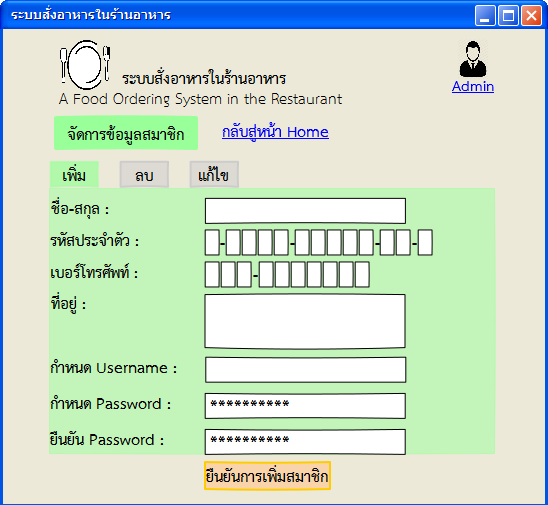 ระบบสั่งอาหารในร้านอาหาร
ระบบสั่งอาหารในร้านอาหาร
A Food Ordering System in the Restaurant
Admin
จัดการข้อมูลสมาชิก กลับสู่หน้า Home
เพิ่ม ลบ แก้ไข
ชื่อ-สกุล :
รหัสประจำตัว : - - - -
เบอร์โทรศัพท์ : -
ที่อยู่ :
กำหนด Username :
กำหนด Password : **********
ยืนยัน Password : **********
ยืนยันการเพิ่มสมาชิก